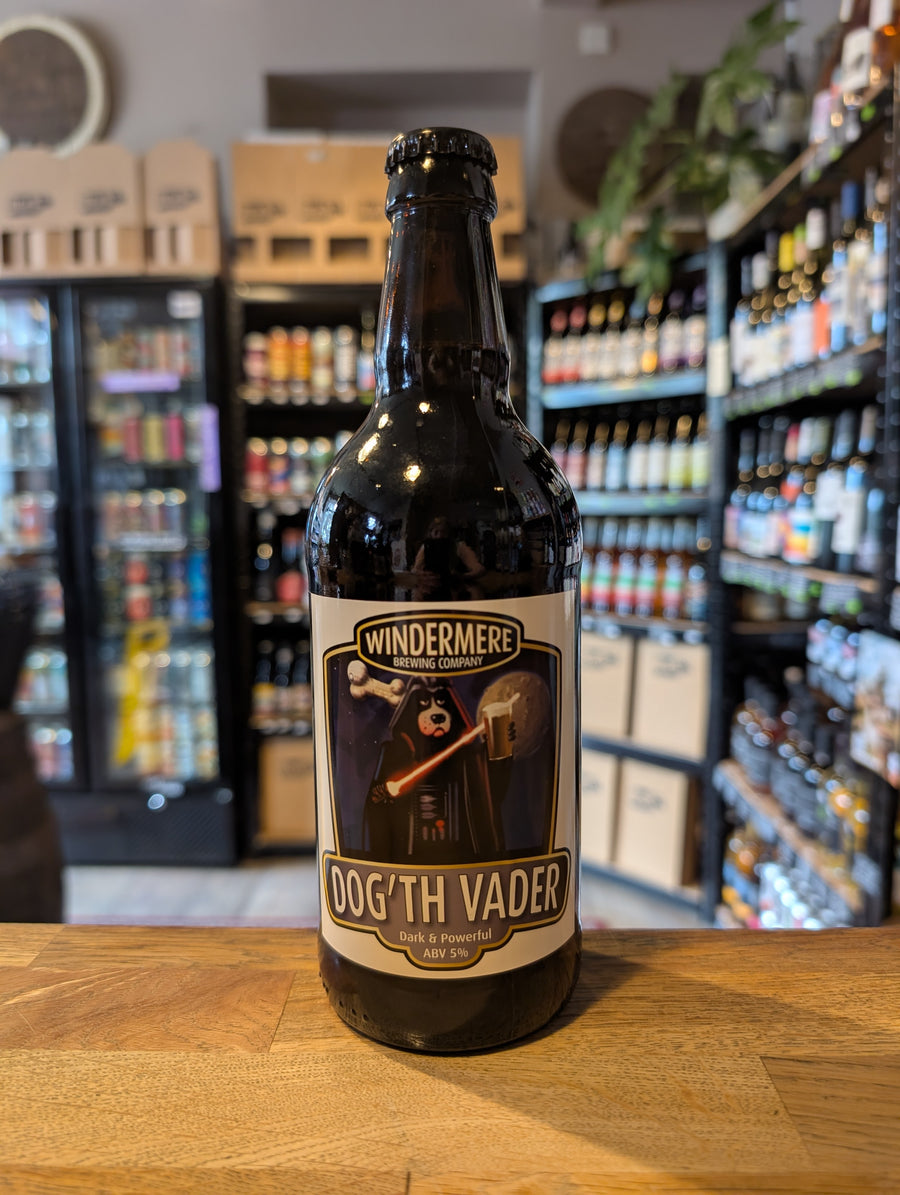 WINDERMERE
BREWING COMPANY
DOG'TH VADER
Dark & Powerful
ABV 5%